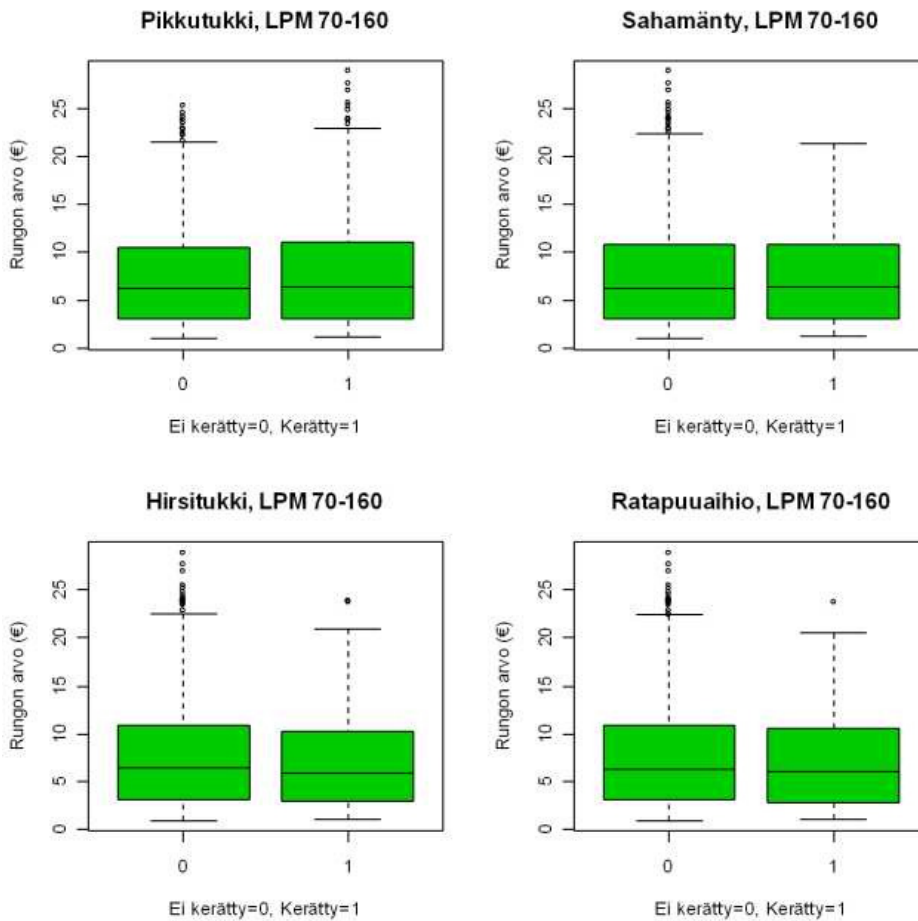 Pikkutukki, LPM 70-160
Rungon arvo (€)
25
20
15
10
5
0
0 1
Ei kerätty=0, Kerätty=1
Sahamänty, LPM 70-160
Rungon arvo (€)
25
20
15
10
5
0
0 1
Ei kerätty=0, Kerätty=1
Hirsitukki, LPM 70-160
Rungon arvo (€)
25
20
15
10
5
0
0 1
Ei kerätty=0, Kerätty=1
Ratapuuaihio, LPM 70-160
Rungon arvo (€)
25
20
15
10
5
0
0 1
Ei kerätty=0, Kerätty=1